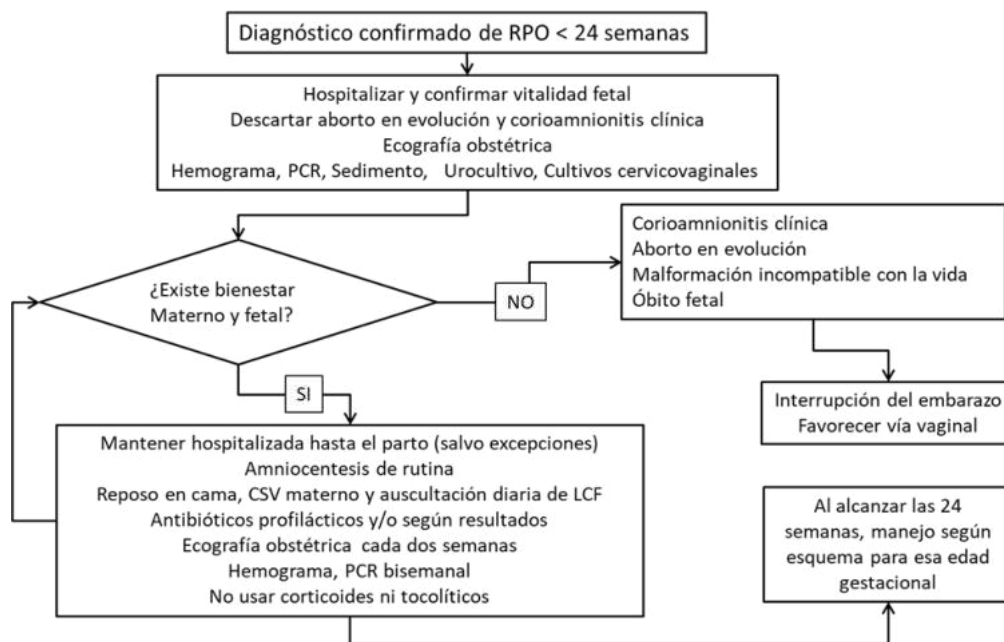 Diagnóstico confirmado de RPO < 24 semanas
Hospitalizar y confirmar vitalidad fetal
Descartar aborto en evolución y corioamnionitis clínica
Ecografía obstétrica
Hemograma, PCR, Sedimento, Urocultivo, Cultivos cervicovaginales
¿Existe bienestar
Materno y fetal?
NO
Corioamnionitis clínica
Aborto en evolución
Malformación incompatible con la vida
Óbito fetal
Interrupción del embarazo
Favorecer vía vaginal
SI
Mantener hospitalizada hasta el parto (salvo excepciones)
Amniocentesis de rutina
Reposo en cama, CSV materno y auscultación diaria de LCF
Antibióticos profilácticos y/o según resultados
Ecografía obstétrica cada dos semanas
Hemograma, PCR bisemanal
No usar corticoides ni tocolíticos
Al alcanzar las 24
semanas, manejo según
esquema para esa edad
gestacional